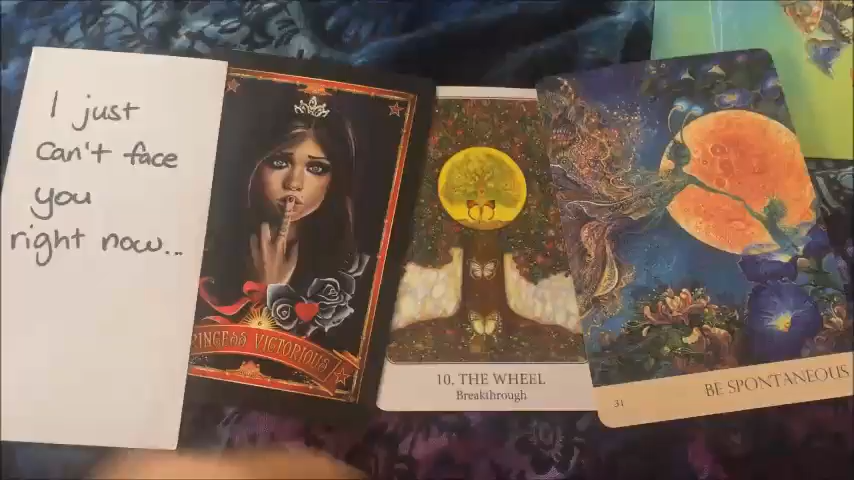 I just
can't face
you
right now...
PRINCESS VICTORIOUS
10. THE WHEEL
Breakthrough
31
BE SPONTANEOUS